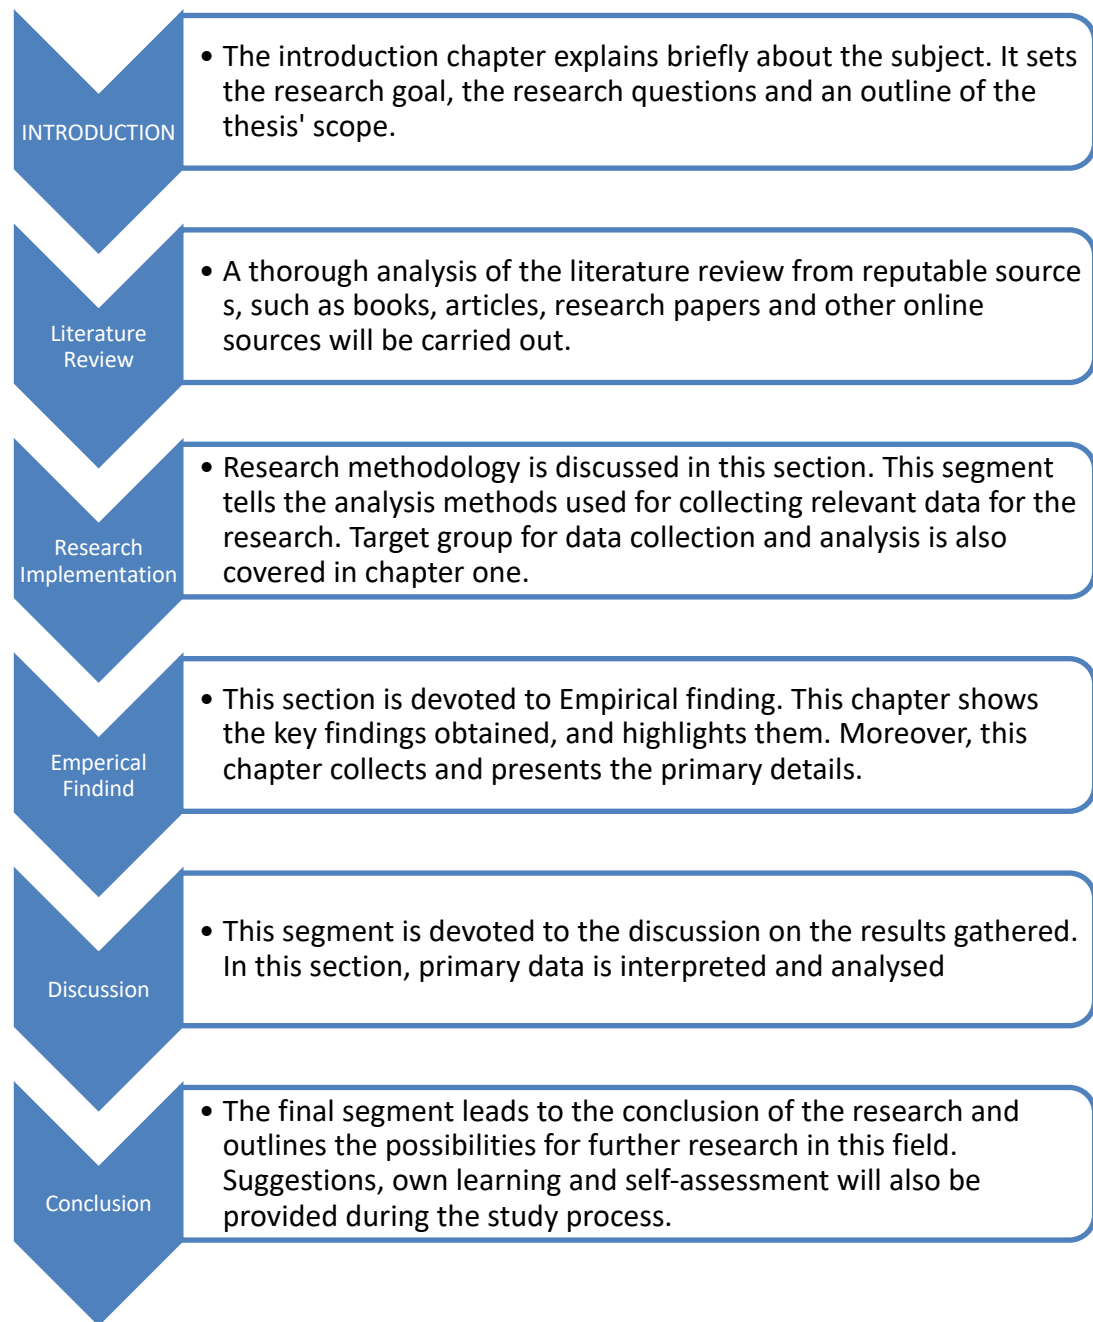 INTRODUCTION
• The introduction chapter explains briefly about the subject. It sets
the research goal, the research questions and an outline of the
thesis' scope.
Literature
Review
• A thorough analysis of the literature review from reputable source
s, such as books, articles, research papers and other online
sources will be carried out.
Research
Implementation
• Research methodology is discussed in this section. This segment
tells the analysis methods used for collecting relevant data for the
research. Target group for data collection and analysis is also
covered in chapter one.
Emperical
Findind
• This section is devoted to Empirical finding. This chapter shows
the key findings obtained, and highlights them. Moreover, this
chapter collects and presents the primary details.
Discussion
• This segment is devoted to the discussion on the results gathered.
In this section, primary data is interpreted and analysed
Conclusion
• The final segment leads to the conclusion of the research and
outlines the possibilities for further research in this field.
Suggestions, own learning and self-assessment will also be
provided during the study process.